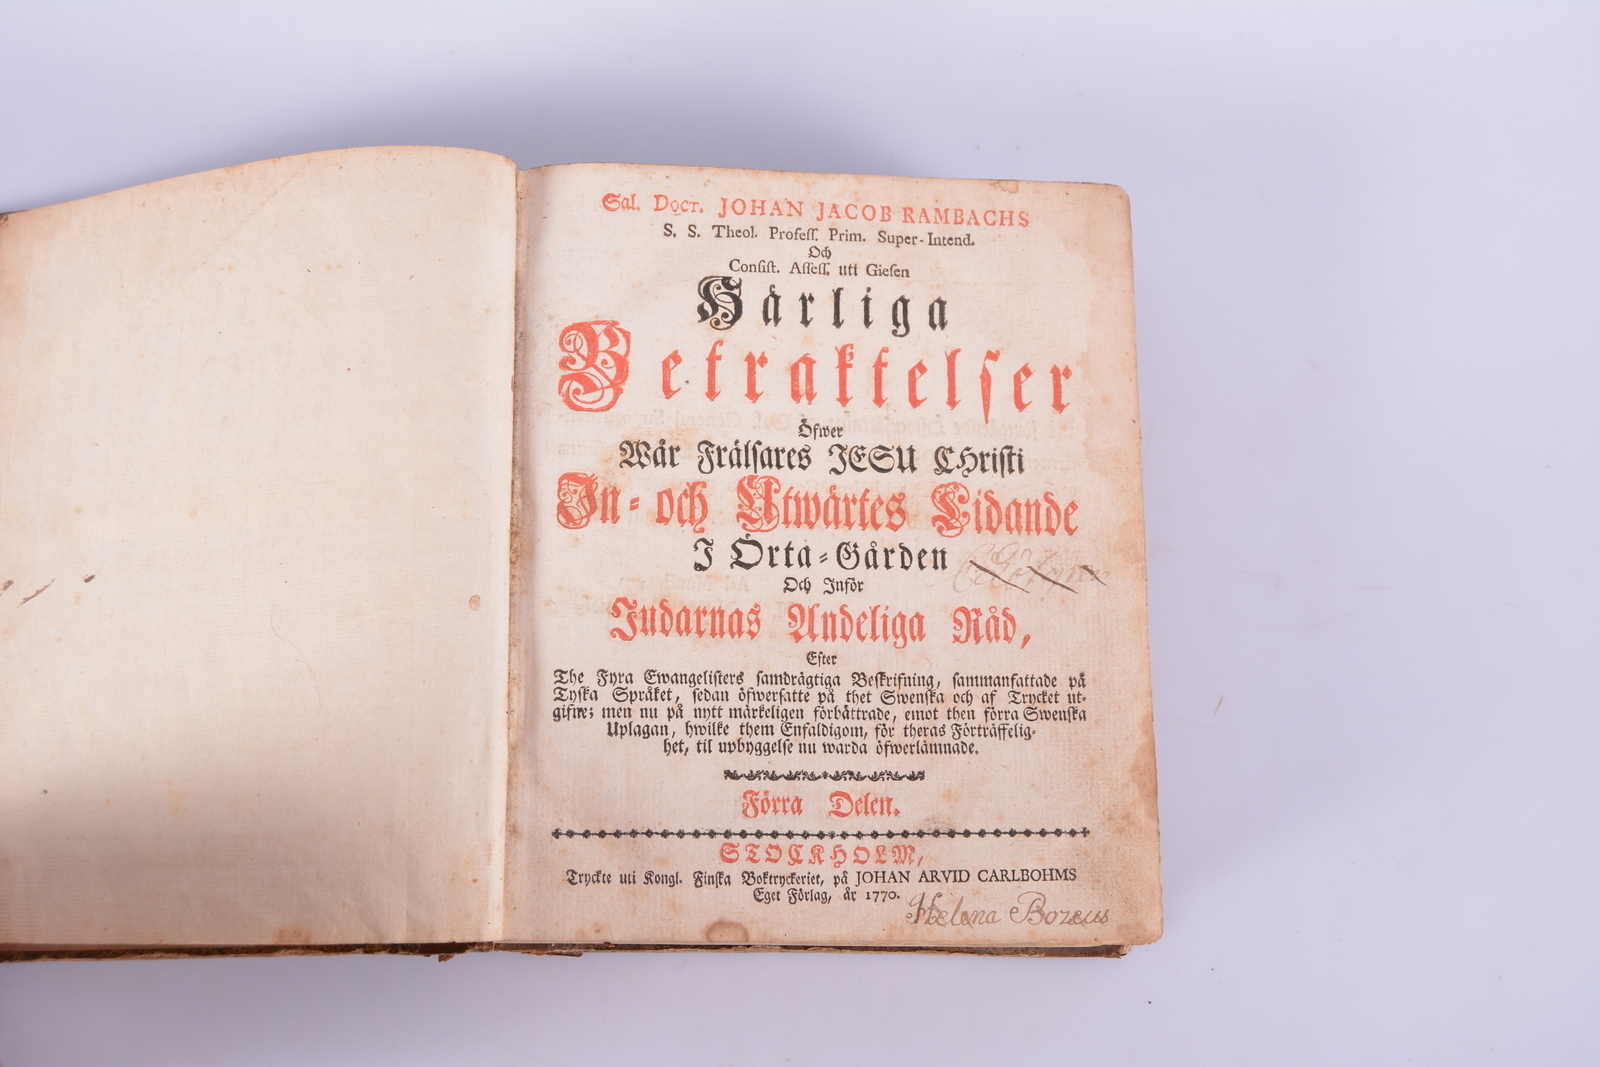 Sal. Doct. JOHAN JACOB RAMBACHS
S. S. Theol. Profess. Prim. Super-Intend.
Och
Consist. Assess. uti Giesen
Härliga
Betraktelser
Öfwer
Wår Frälsares JESU CHristi
In- och Utwärtes Lidande
I Örta-Gården
Och Inför
Judarnas Andeliga Råd,
Efter
The Fyra Ewangelisters samdrägtiga Beskrifning, sammanfattade på
Tyska Språket, sedan öfwersatte på thet Swenska och af Trycket ut-
gifne; men nu på nytt märkeligen förbättrade, emot then förra Swenska
Uplagan, hwilke them Enfaldigom, för theras Förträffelig-
het, til upbyggelse nu warda öfwerlämnade.
Förra Delen.
STOCKHOLM,
Tryckte uti Kongl. Finska Boktryckeriet, på JOHAN ARVID CARLBOHMS
Eget Förlag, år 1770.
Helena Bozeus